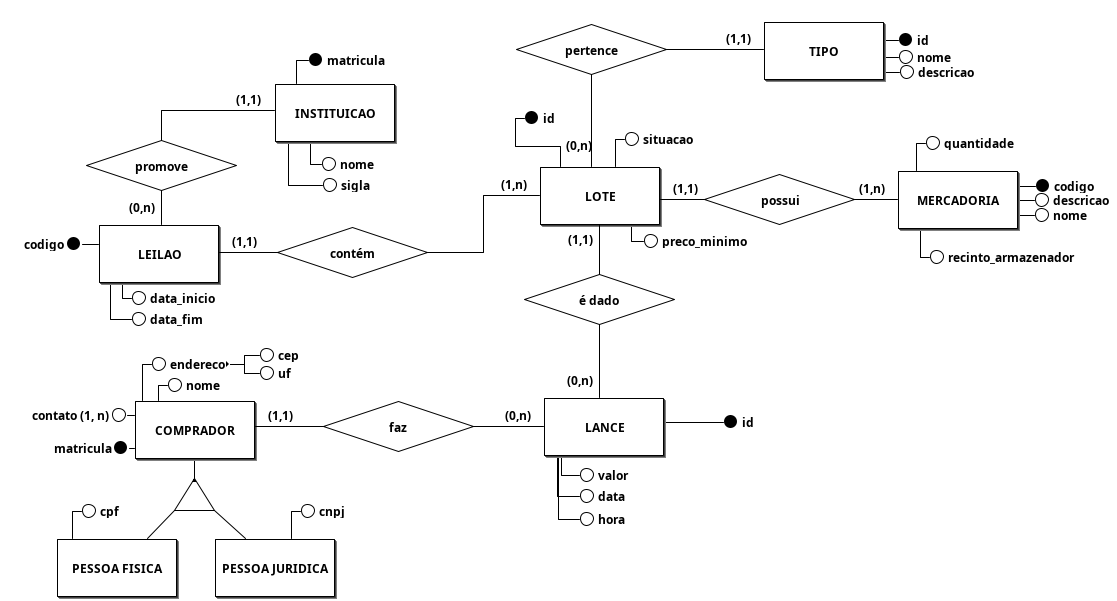 pertence
(1,1)
TIPO
id
nome
descricao
matricula
(1,1)
INSTITUICAO
nome
sigla
promove
(0,n)
codigo
LEILAO
(1,1)
contém
(1,n)
data_inicio
data_fim
id
(0,n)
situacao
LOTE
(1,1)
possui
(1,n)
preco_minimo
quantidade
MERCADORIA
codigo
descricao
nome
recinto_armazenador
(1,1)
é dado
(0,n)
endereco
cep
uf
nome
contato (1, n)
matricula
COMPRADOR
(1,1)
faz
(0,n)
LANCE
id
valor
data
hora
cpf
cnpj
PESSOA FISICA
PESSOA JURIDICA